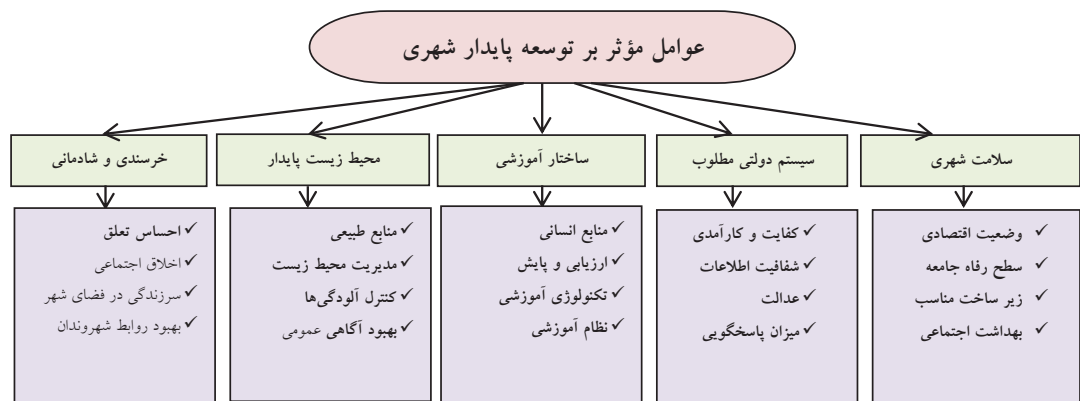 عوامل مؤثر بر توسعه پایدار شهری
سلامت شهری
✓ وضعیت اقتصادی
✓ سطح رفاه جامعه
✓ زیر ساخت مناسب
✓ بهداشت اجتماعی
سیستم دولتی مطلوب
✓ کفایت و کارآمدی
✓ شفافیت اطلاعات
✓ عدالت
✓ میزان پاسخگویی
ساختار آموزشی
✓ منابع انسانی
✓ ارزیابی و پایش
✓ تکنولوژی آموزشی
✓ نظام آموزشی
محیط زیست پایدار
✓ منابع طبیعی
✓ مدیریت محیط زیست
✓ کنترل آلودگی‌ها
✓ بهبود آگاهی عمومی
خرسندی و شادمانی
✓ احساس تعلق
✓ اخلاق اجتماعی
✓ سرزندگی در فضای شهر
✓ بهبود روابط شهروندان